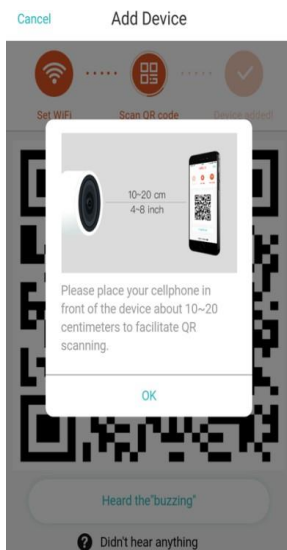 Cancel Add Device
Set WiFi Scan QR code Device added!
10~20 cm
4~8 inch
Please place your cellphone in
front of the device about 10~20
centimeters to facilitate QR
scanning.
OK
Heard the"buzzing"
? Didn't hear anything